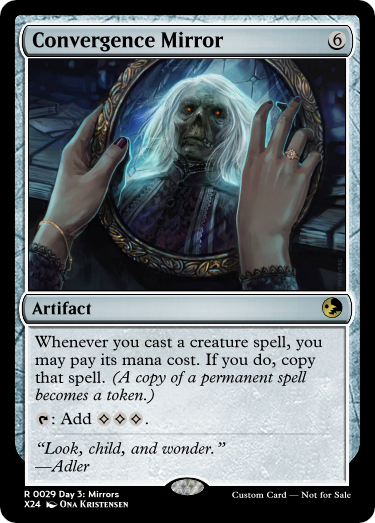 Convergence Mirror 6
Artifact
Whenever you cast a creature spell, you
may pay its mana cost. If you do, copy
that spell. (A copy of a permanent spell
becomes a token.)
: Add .
“Look, child, and wonder.”
—Adler
R 0029 Day 3: Mirrors
X24 Ona Kristensen
Custom Card — Not for Sale